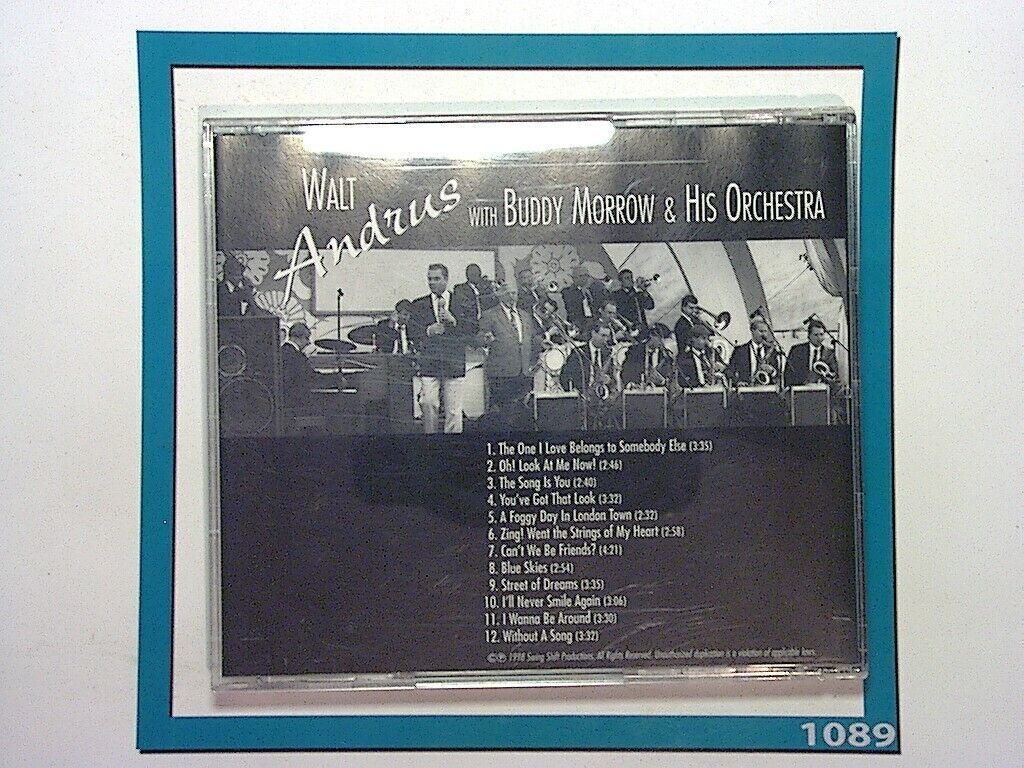 WALT
Andrus WITH BUDDY MORROW & HIS ORCHESTRA
1. The One I Love Belongs to Somebody Else (3:35)
2. Oh! Look At Me Now! (2:46)
3. The Song Is You (2:40)
4. You've Got That Look (3:32)
5. A Foggy Day In London Town (2:32)
6. Zing! Went the Strings of My Heart (2:58)
7. Can't We Be Friends? (4:21)
8. Blue Skies (2:54)
9. Street of Dreams (3:35)
10. I'll Never Smile Again (3:06)
11. I Wanna Be Around (3:30)
12. Without A Song (3:32)
©℗ 1998 Swing Shift Productions. All Rights Reserved. Unauthorized duplication is a violation of applicable laws.
1089